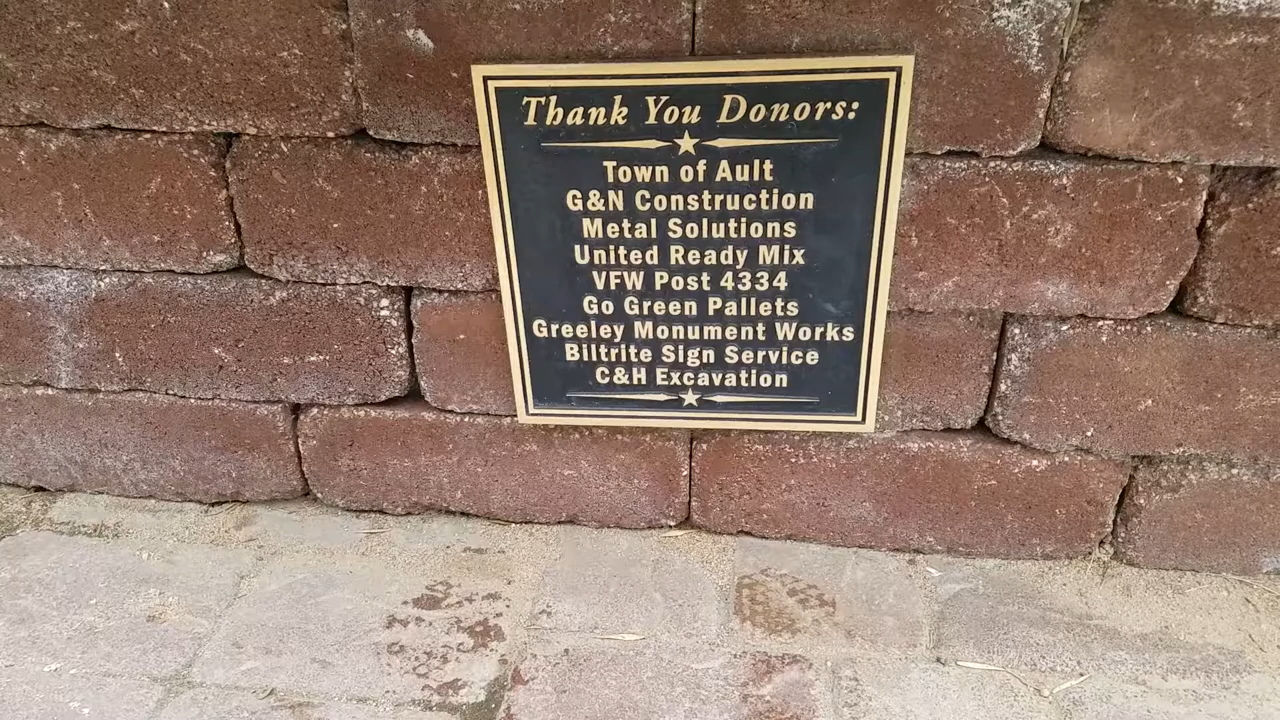 Thank You Donors:
Town of Ault
G&N Construction
Metal Solutions
United Ready Mix
VFW Post 4334
Go Green Pallets
Greeley Monument Works
Biltrite Sign Service
C&H Excavation